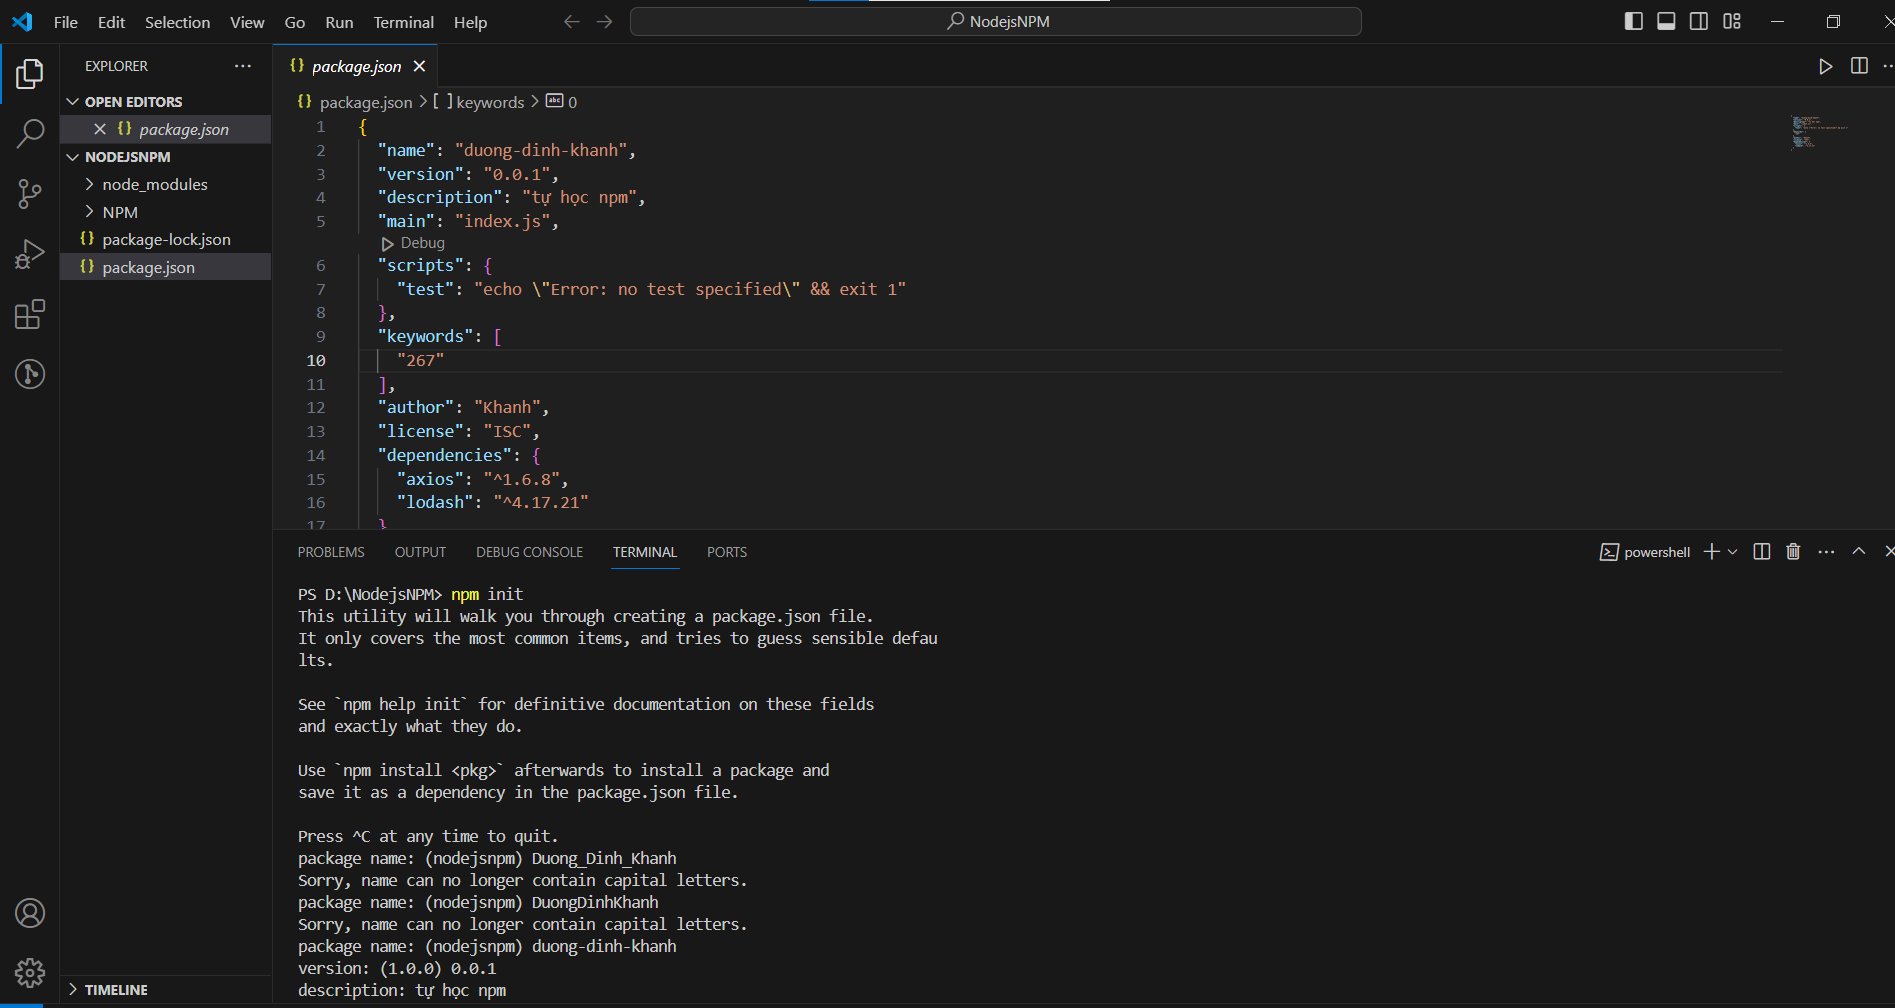 File Edit Selection View Go Run Terminal Help
NodejsNPM
EXPLORER
OPEN EDITORS
package.json
NODEJSNPM
node_modules
NPM
package-lock.json
package.json
TIMELINE
package.json
package.json > [ ] keywords > abc 0
1 {
2 "name": "duong-dinh-khanh",
3 "version": "0.0.1",
4 "description": "tự học npm",
5 "main": "index.js",
Debug
6 "scripts": {
7 "test": "echo \"Error: no test specified\" && exit 1"
8 },
9 "keywords": [
10 "267"
11 ],
12 "author": "Khanh",
13 "license": "ISC",
14 "dependencies": {
15 "axios": "^1.6.8",
16 "lodash": "^4.17.21"
17 }
PROBLEMS OUTPUT DEBUG CONSOLE TERMINAL PORTS
powershell
PS D:\NodejsNPM> npm init
This utility will walk you through creating a package.json file.
It only covers the most common items, and tries to guess sensible defau
lts.
See `npm help init` for definitive documentation on these fields
and exactly what they do.
Use `npm install <pkg>` afterwards to install a package and
save it as a dependency in the package.json file.
Press ^C at any time to quit.
package name: (nodejsnpm) Duong_Dinh_Khanh
Sorry, name can no longer contain capital letters.
package name: (nodejsnpm) DuongDinhKhanh
Sorry, name can no longer contain capital letters.
package name: (nodejsnpm) duong-dinh-khanh
version: (1.0.0) 0.0.1
description: tự học npm